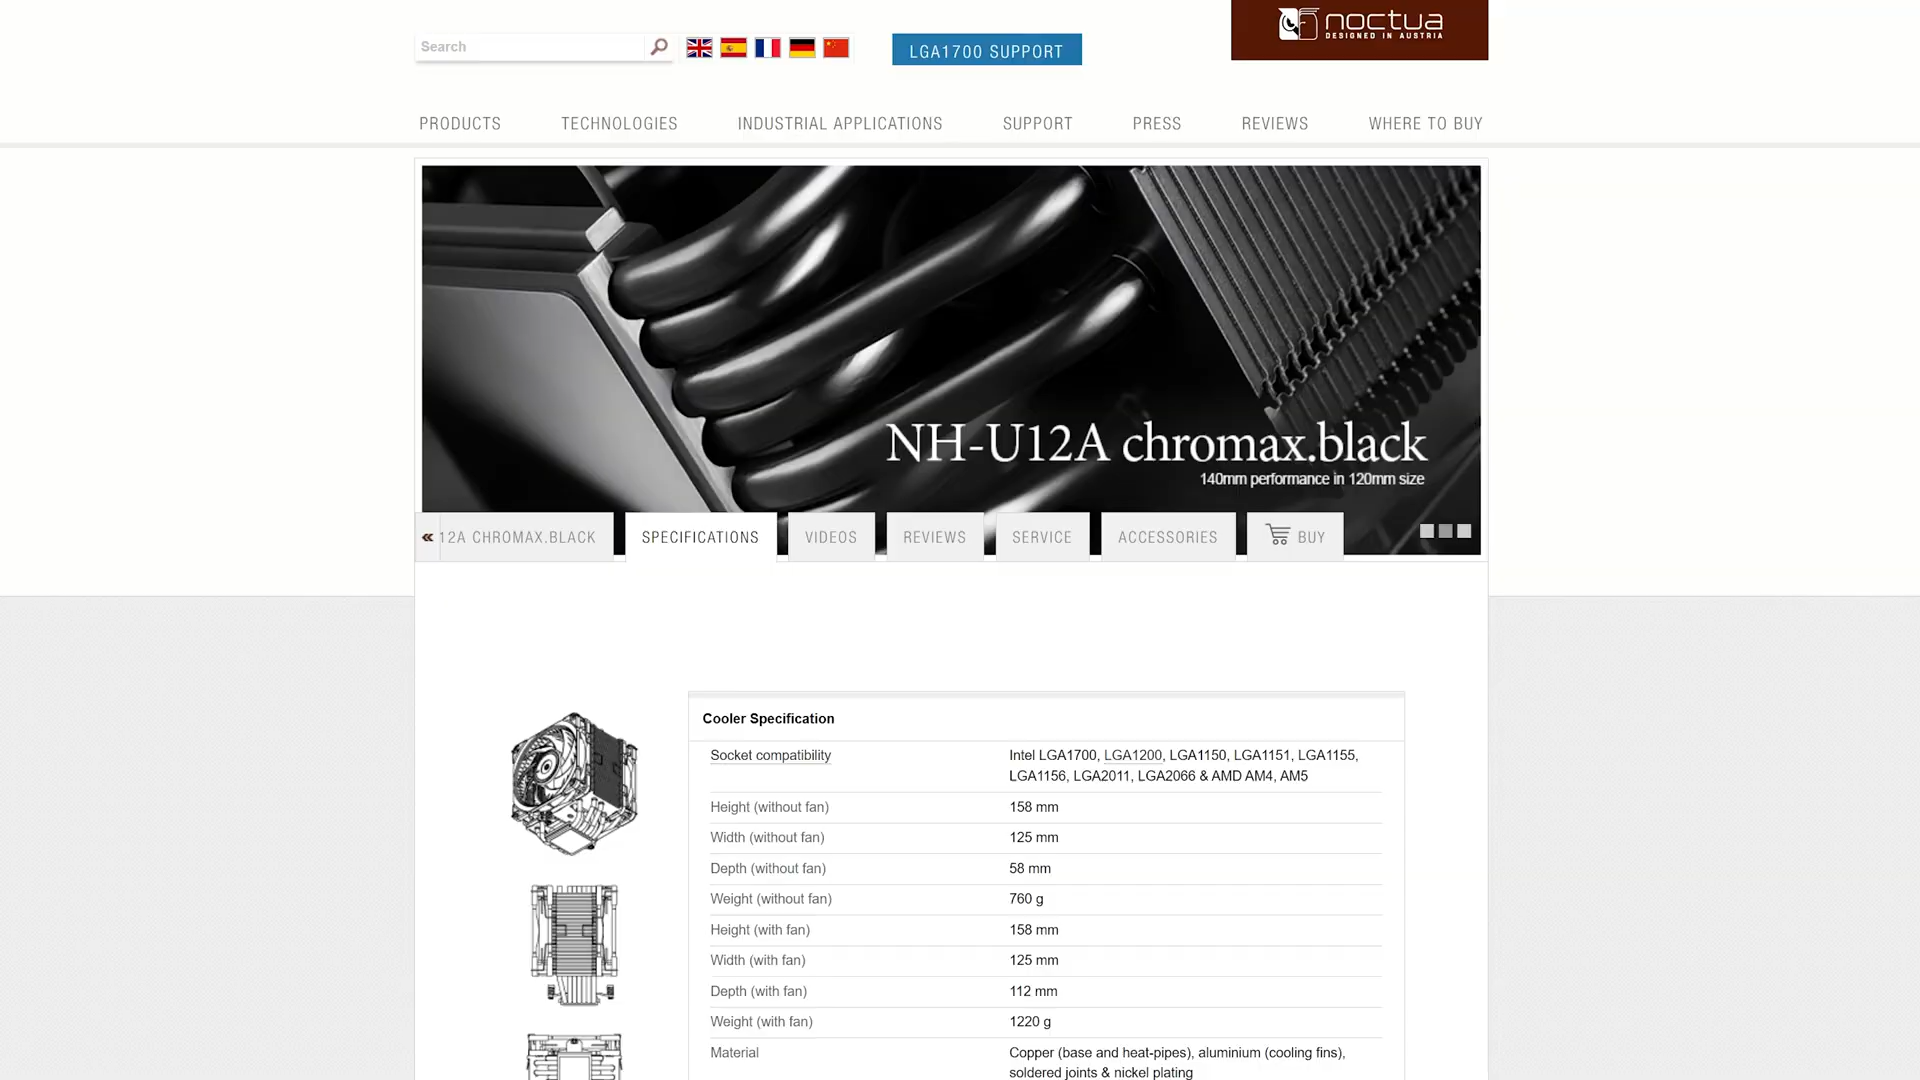 Search
LGA1700 SUPPORT
noctua
DESIGNED IN AUSTRIA
PRODUCTS
TECHNOLOGIES
INDUSTRIAL APPLICATIONS
SUPPORT
PRESS
REVIEWS
WHERE TO BUY
NH-U12A chromax.black
140mm performance in 120mm size
«
12A CHROMAX.BLACK
SPECIFICATIONS
VIDEOS
REVIEWS
SERVICE
ACCESSORIES
BUY
Cooler Specification
Socket compatibility
Intel LGA1700, LGA1200, LGA1150, LGA1151, LGA1155,
LGA1156, LGA2011, LGA2066 & AMD AM4, AM5
Height (without fan) 158 mm
Width (without fan) 125 mm
Depth (without fan) 58 mm
Weight (without fan) 760 g
Height (with fan) 158 mm
Width (with fan) 125 mm
Depth (with fan) 112 mm
Weight (with fan) 1220 g
Material Copper (base and heat-pipes), aluminium (cooling fins),
soldered joints & nickel plating